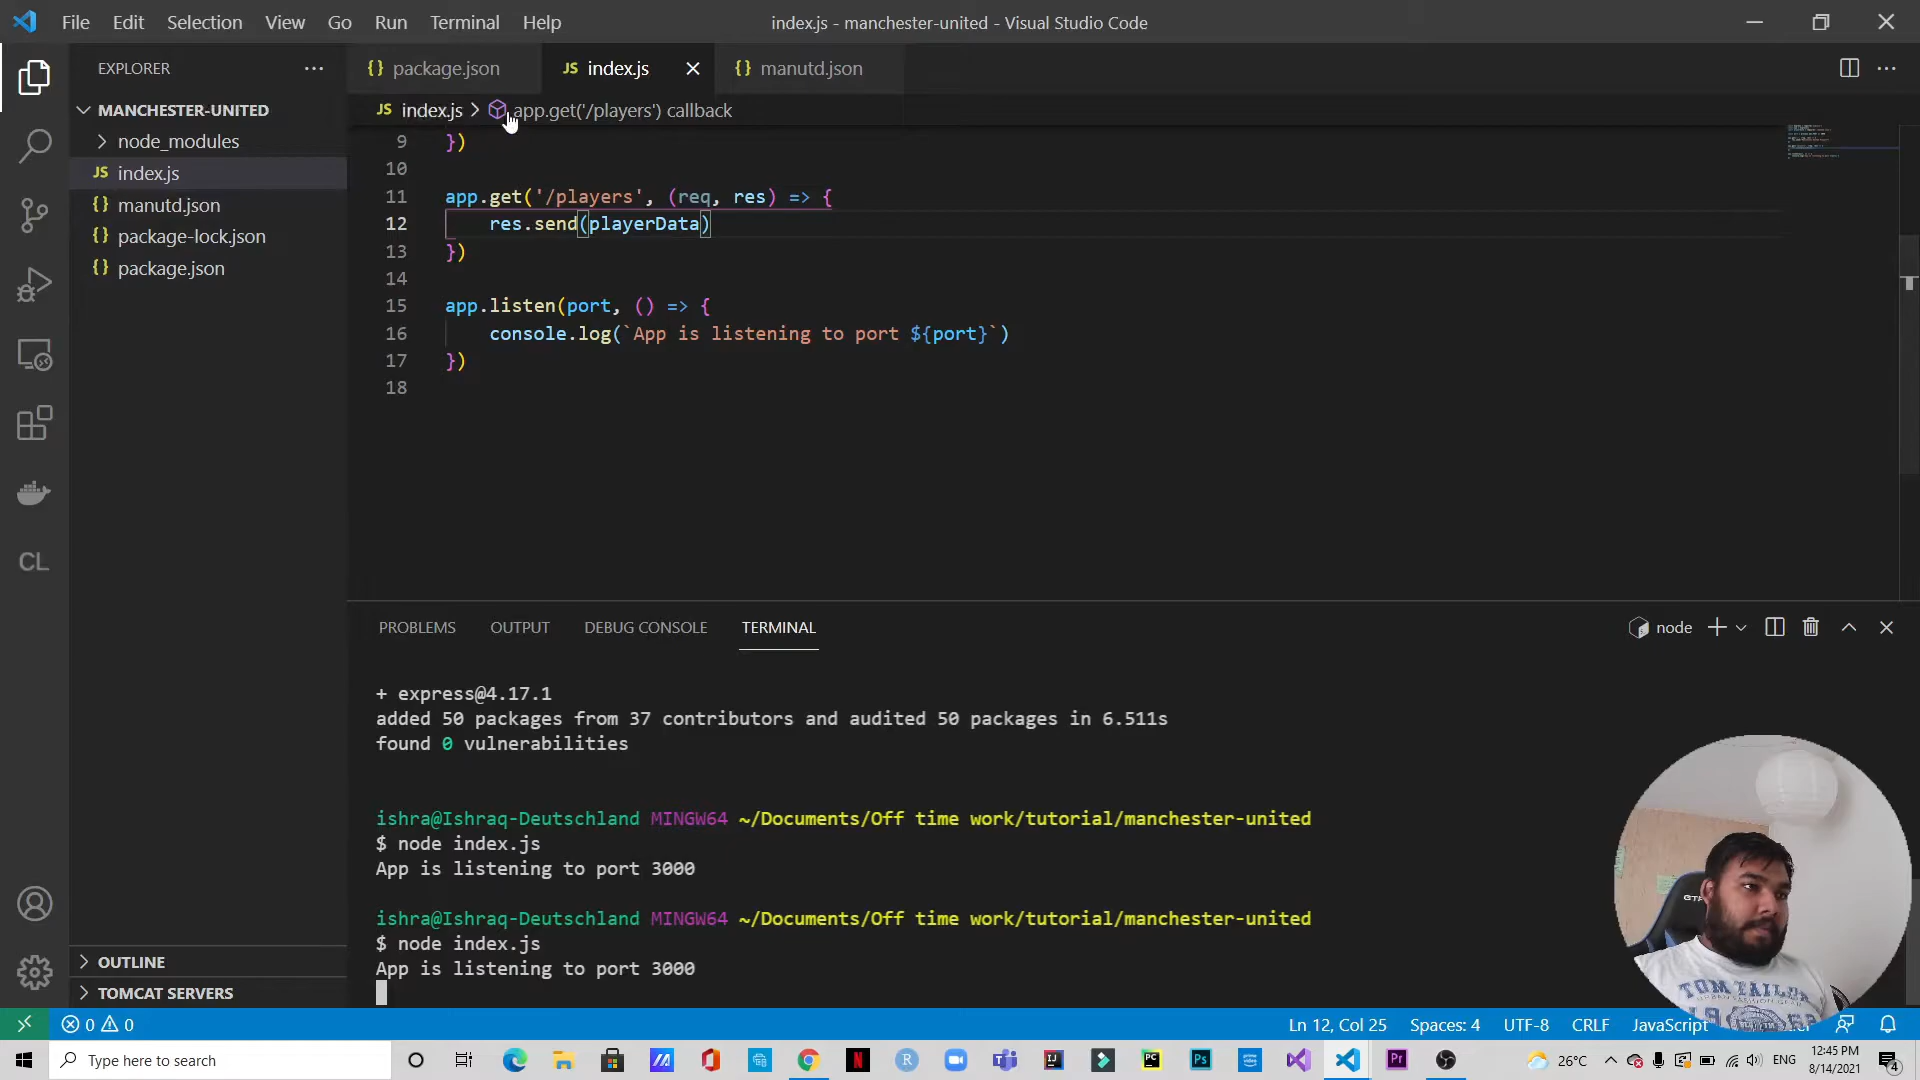 File Edit Selection View Go Run Terminal Help
index.js - manchester-united - Visual Studio Code
EXPLORER
package.json
index.js
manutd.json
MANCHESTER-UNITED
node_modules
JS index.js
{} manutd.json
{} package-lock.json
{} package.json
JS index.js > app.get('/players') callback
9 })
10
11 app.get('/players', (req, res) => {
12 res.send(playerData)
13 })
14
15 app.listen(port, () => {
16 console.log(`App is listening to port ${port}`)
17 })
18
CL
PROBLEMS OUTPUT DEBUG CONSOLE TERMINAL
node
+ express@4.17.1
added 50 packages from 37 contributors and audited 50 packages in 6.511s
found 0 vulnerabilities
ishra@Ishraq-Deutschland MINGW64 ~/Documents/Off time work/tutorial/manchester-united
$ node index.js
App is listening to port 3000
ishra@Ishraq-Deutschland MINGW64 ~/Documents/Off time work/tutorial/manchester-united
$ node index.js
App is listening to port 3000
OUTLINE
TOMCAT SERVERS
TOM TAILOR
0 0
Ln 12, Col 25 Spaces: 4 UTF-8 CRLF JavaScript
Type here to search
26°C
ENG
12:45 PM
8/14/2021
4